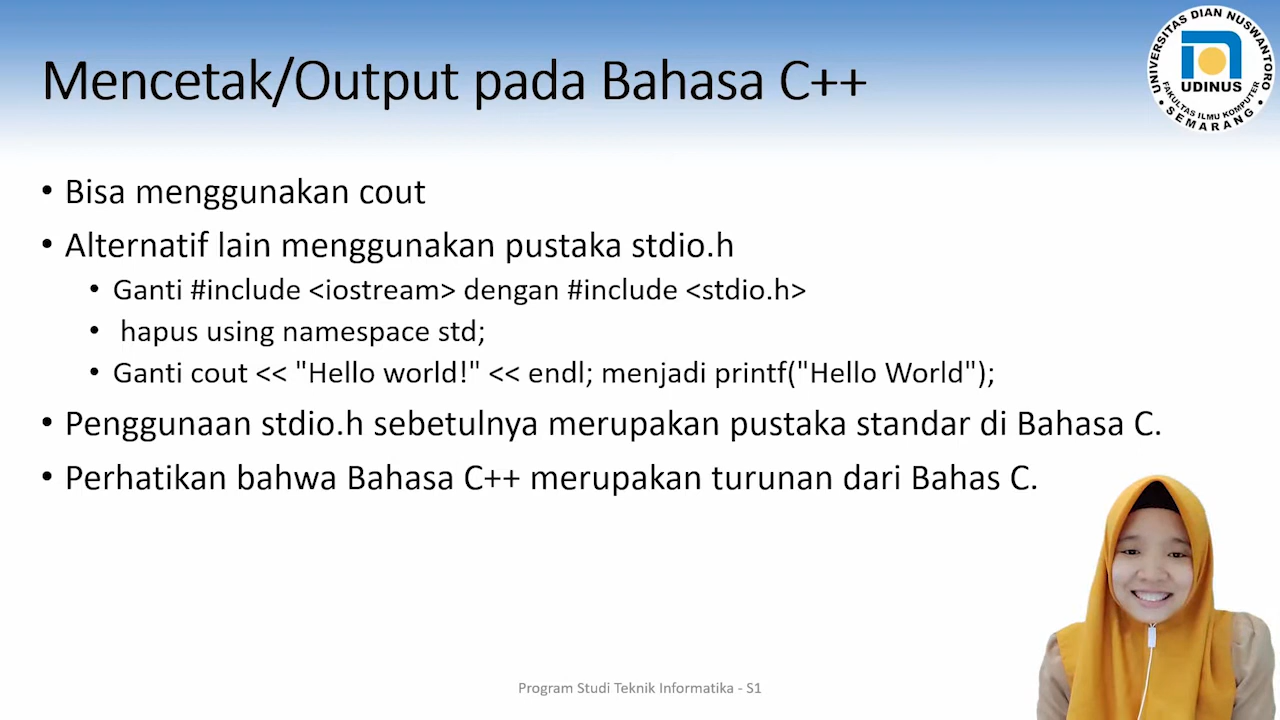 Mencetak/Output pada Bahasa C++
UNIVERSITAS DIAN NUSWANTORO
UDINUS
FAKULTAS ILMU KOMPUTER
• SEMARANG •
• Bisa menggunakan cout
• Alternatif lain menggunakan pustaka stdio.h
• Ganti #include <iostream> dengan #include <stdio.h>
• hapus using namespace std;
• Ganti cout << "Hello world!" << endl; menjadi printf("Hello World");
• Penggunaan stdio.h sebetulnya merupakan pustaka standar di Bahasa C.
• Perhatikan bahwa Bahasa C++ merupakan turunan dari Bahas C.
Program Studi Teknik Informatika - S1